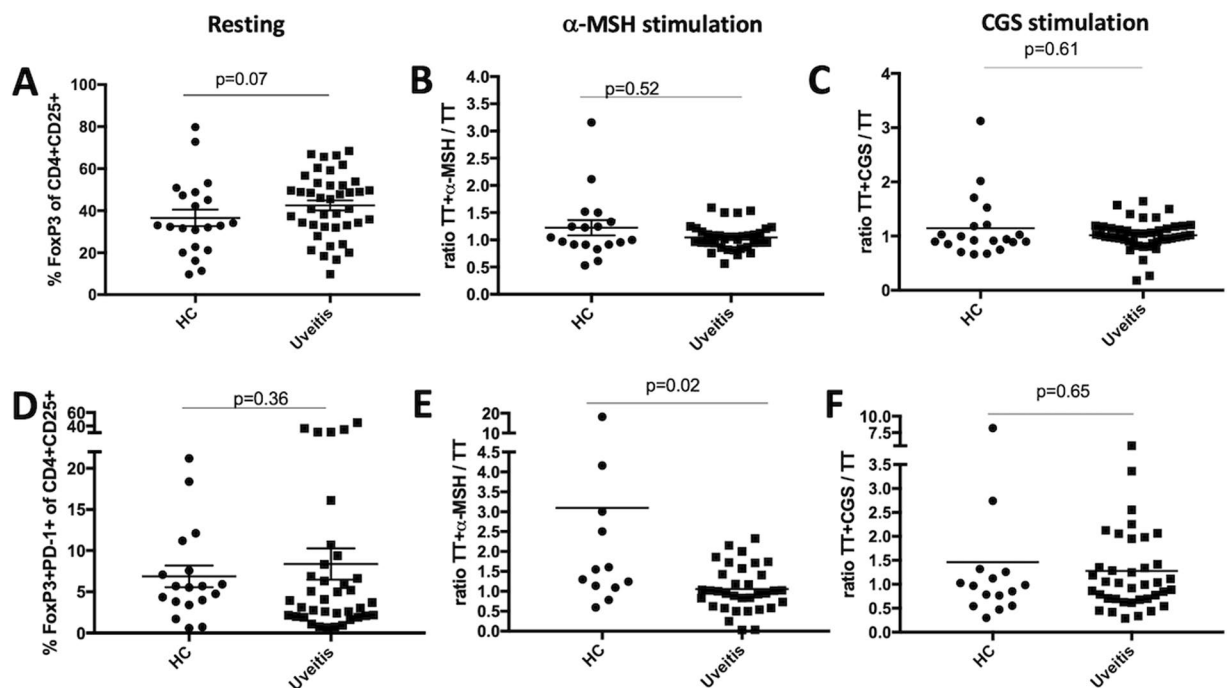 Resting
α-MSH stimulation
CGS stimulation
A
p=0.07
% FoxP3 of CD4+CD25+
100
80
60
40
20
0
HC
Uveitis
B
p=0.52
ratio TT+α-MSH / TT
4.0
3.5
3.0
2.5
2.0
1.5
1.0
0.5
0.0
HC
Uveitis
C
p=0.61
ratio TT+CGS / TT
4
3
2
1
0
HC
Uveitis
D
p=0.36
% FoxP3+PD-1+ of CD4+CD25+
60
40
20
15
10
5
0
HC
Uveitis
E
p=0.02
ratio TT+α-MSH / TT
20
10
4.5
4.0
3.5
3.0
2.5
2.0
1.5
1.0
0.5
0.0
HC
Uveitis
F
p=0.65
ratio TT+CGS / TT
10.0
7.5
3.5
3.0
2.5
2.0
1.5
1.0
0.5
0.0
HC
Uveitis